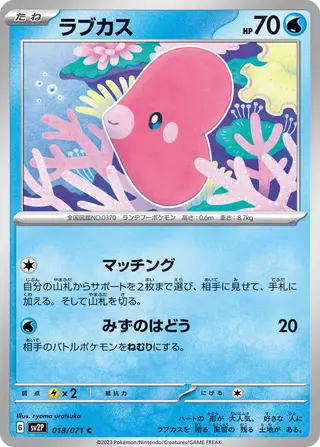 たね ラブカス HP70
全国図鑑NO.0370 ランデブーポケモン 高さ:0.6m 重さ:8.7kg
マッチング
自分の山札からサポートを2枚まで選び、相手に見せて、手札に
加える。そして山札を切る。
みずのはどう 20
相手のバトルポケモンをねむりにする。
弱点 ×2 抵抗力 にげる
Illus. ryoma uratsuka
G SV2P 018/071 C
ハートの 形が 大人気。 好きな 相手に
ラブカスを 贈る 風習の 残る 土地が ある。
©2023 Pokémon/Nintendo/Creatures/GAME FREAK.